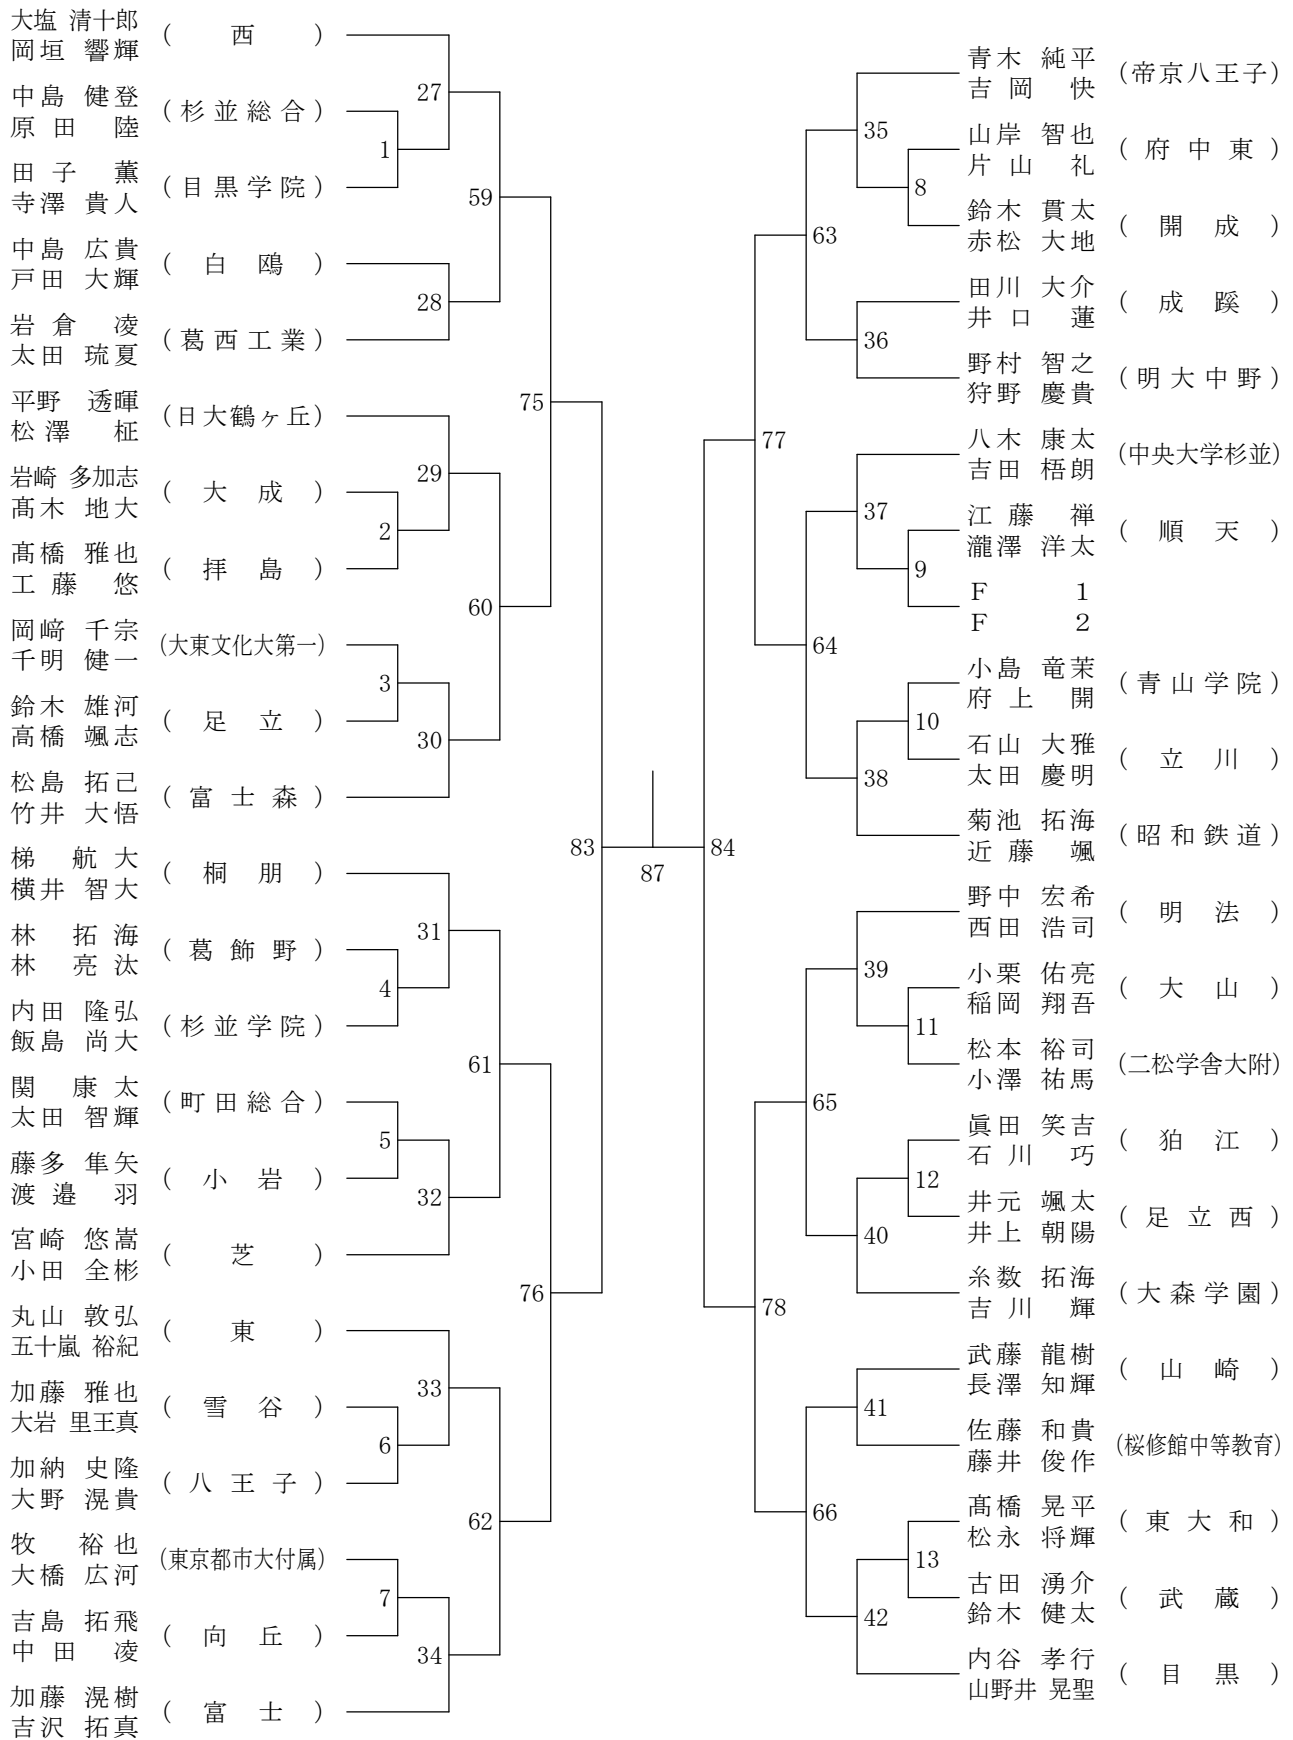 大塩 清十郎
岡垣 響輝
( 西 )
中島 健登
原田 陸
(杉並総合)
田子 薫
寺澤 貴人
(目黒学院)
中島 広貴
戸田 大輝
( 白鴎 )
岩倉 凌
太田 琉夏
(葛西工業)
平野 透暉
松澤 柾
(日大鶴ヶ丘)
岩崎 多加志
髙木 地大
( 大成 )
髙橋 雅也
工藤 悠
( 拝島 )
岡﨑 千宗
千明 健一
(大東文化大第一)
鈴木 雄河
高橋 颯志
( 足立 )
松島 拓己
竹井 大悟
(富士森)
梯 航大
横井 智大
( 桐朋 )
林 拓海
林 亮汰
(葛飾野)
内田 隆弘
飯島 尚大
(杉並学院)
関 康太
太田 智輝
(町田総合)
藤多 隼矢
渡邉 羽
( 小岩 )
宮崎 悠嵩
小田 全彬
( 芝 )
丸山 敦弘
五十嵐 裕紀
( 東 )
加藤 雅也
大岩 里王真
( 雪谷 )
加納 史隆
大野 滉貴
(八王子)
牧 裕也
大橋 広河
(東京都市大付属)
吉島 拓飛
中田 凌
( 向丘 )
加藤 滉樹
吉沢 拓真
( 富士 )
1
2
3
4
5
6
7
27
28
29
30
31
32
33
34
59
60
61
62
75
76
83
87
84
77
78
63
64
65
66
35
36
37
38
39
40
41
42
8
9
10
11
12
13
青木 純平
吉岡 快
(帝京八王子)
山岸 智也
片山 礼
(府中東)
鈴木 貫太
赤松 大地
( 開成 )
田川 大介
井口 蓮
( 成蹊 )
野村 智之
狩野 慶貴
(明大中野)
八木 康太
吉田 梧朗
(中央大学杉並)
江藤 禅
瀧澤 洋太
( 順天 )
F 1
F 2
小島 竜茉
府上 開
(青山学院)
石山 大雅
太田 慶明
( 立川 )
菊池 拓海
近藤 颯
(昭和鉄道)
野中 宏希
西田 浩司
( 明法 )
小栗 佑亮
稲岡 翔吾
( 大山 )
松本 裕司
小澤 祐馬
(二松学舎大附)
眞田 笑吉
石川 巧
( 狛江 )
井元 颯太
井上 朝陽
(足立西)
糸数 拓海
吉川 輝
(大森学園)
武藤 龍樹
長澤 知輝
( 山崎 )
佐藤 和貴
藤井 俊作
(桜修館中等教育)
髙橋 晃平
松永 将輝
(東大和)
古田 湧介
鈴木 健太
( 武蔵 )
内谷 孝行
山野井 晃聖
( 目黒 )